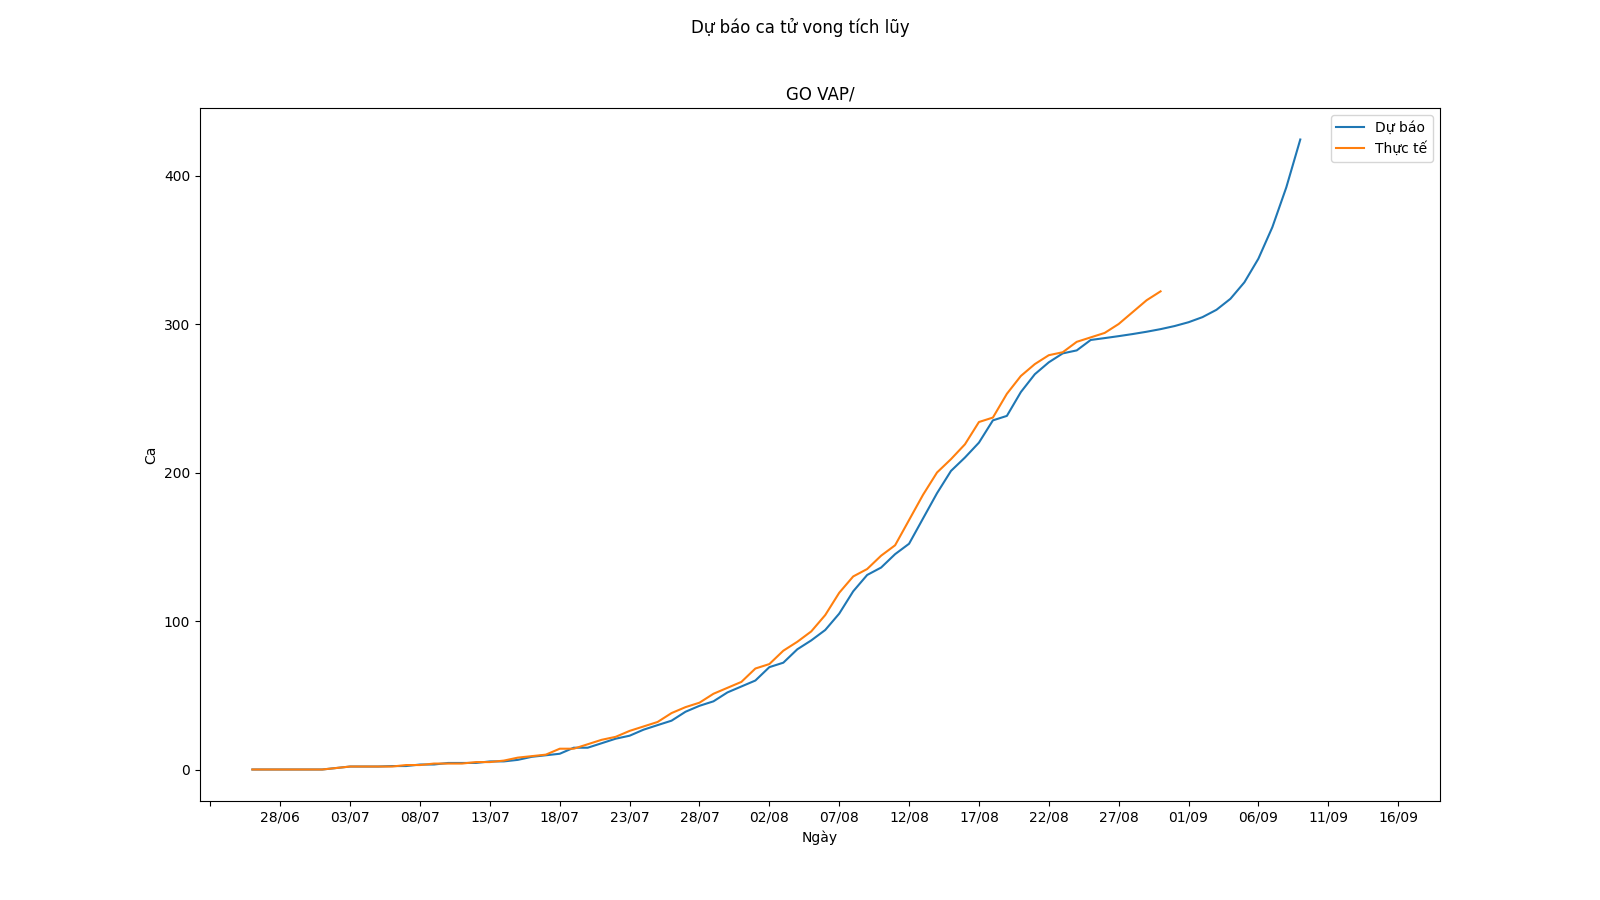 Dự báo ca tử vong tích lũy
GO VAP/
Dự báo
Thực tế
400
300
200
100
0
Ca
28/06 03/07 08/07 13/07 18/07 23/07 28/07 02/08 07/08 12/08 17/08 22/08 27/08 01/09 06/09 11/09 16/09
Ngày